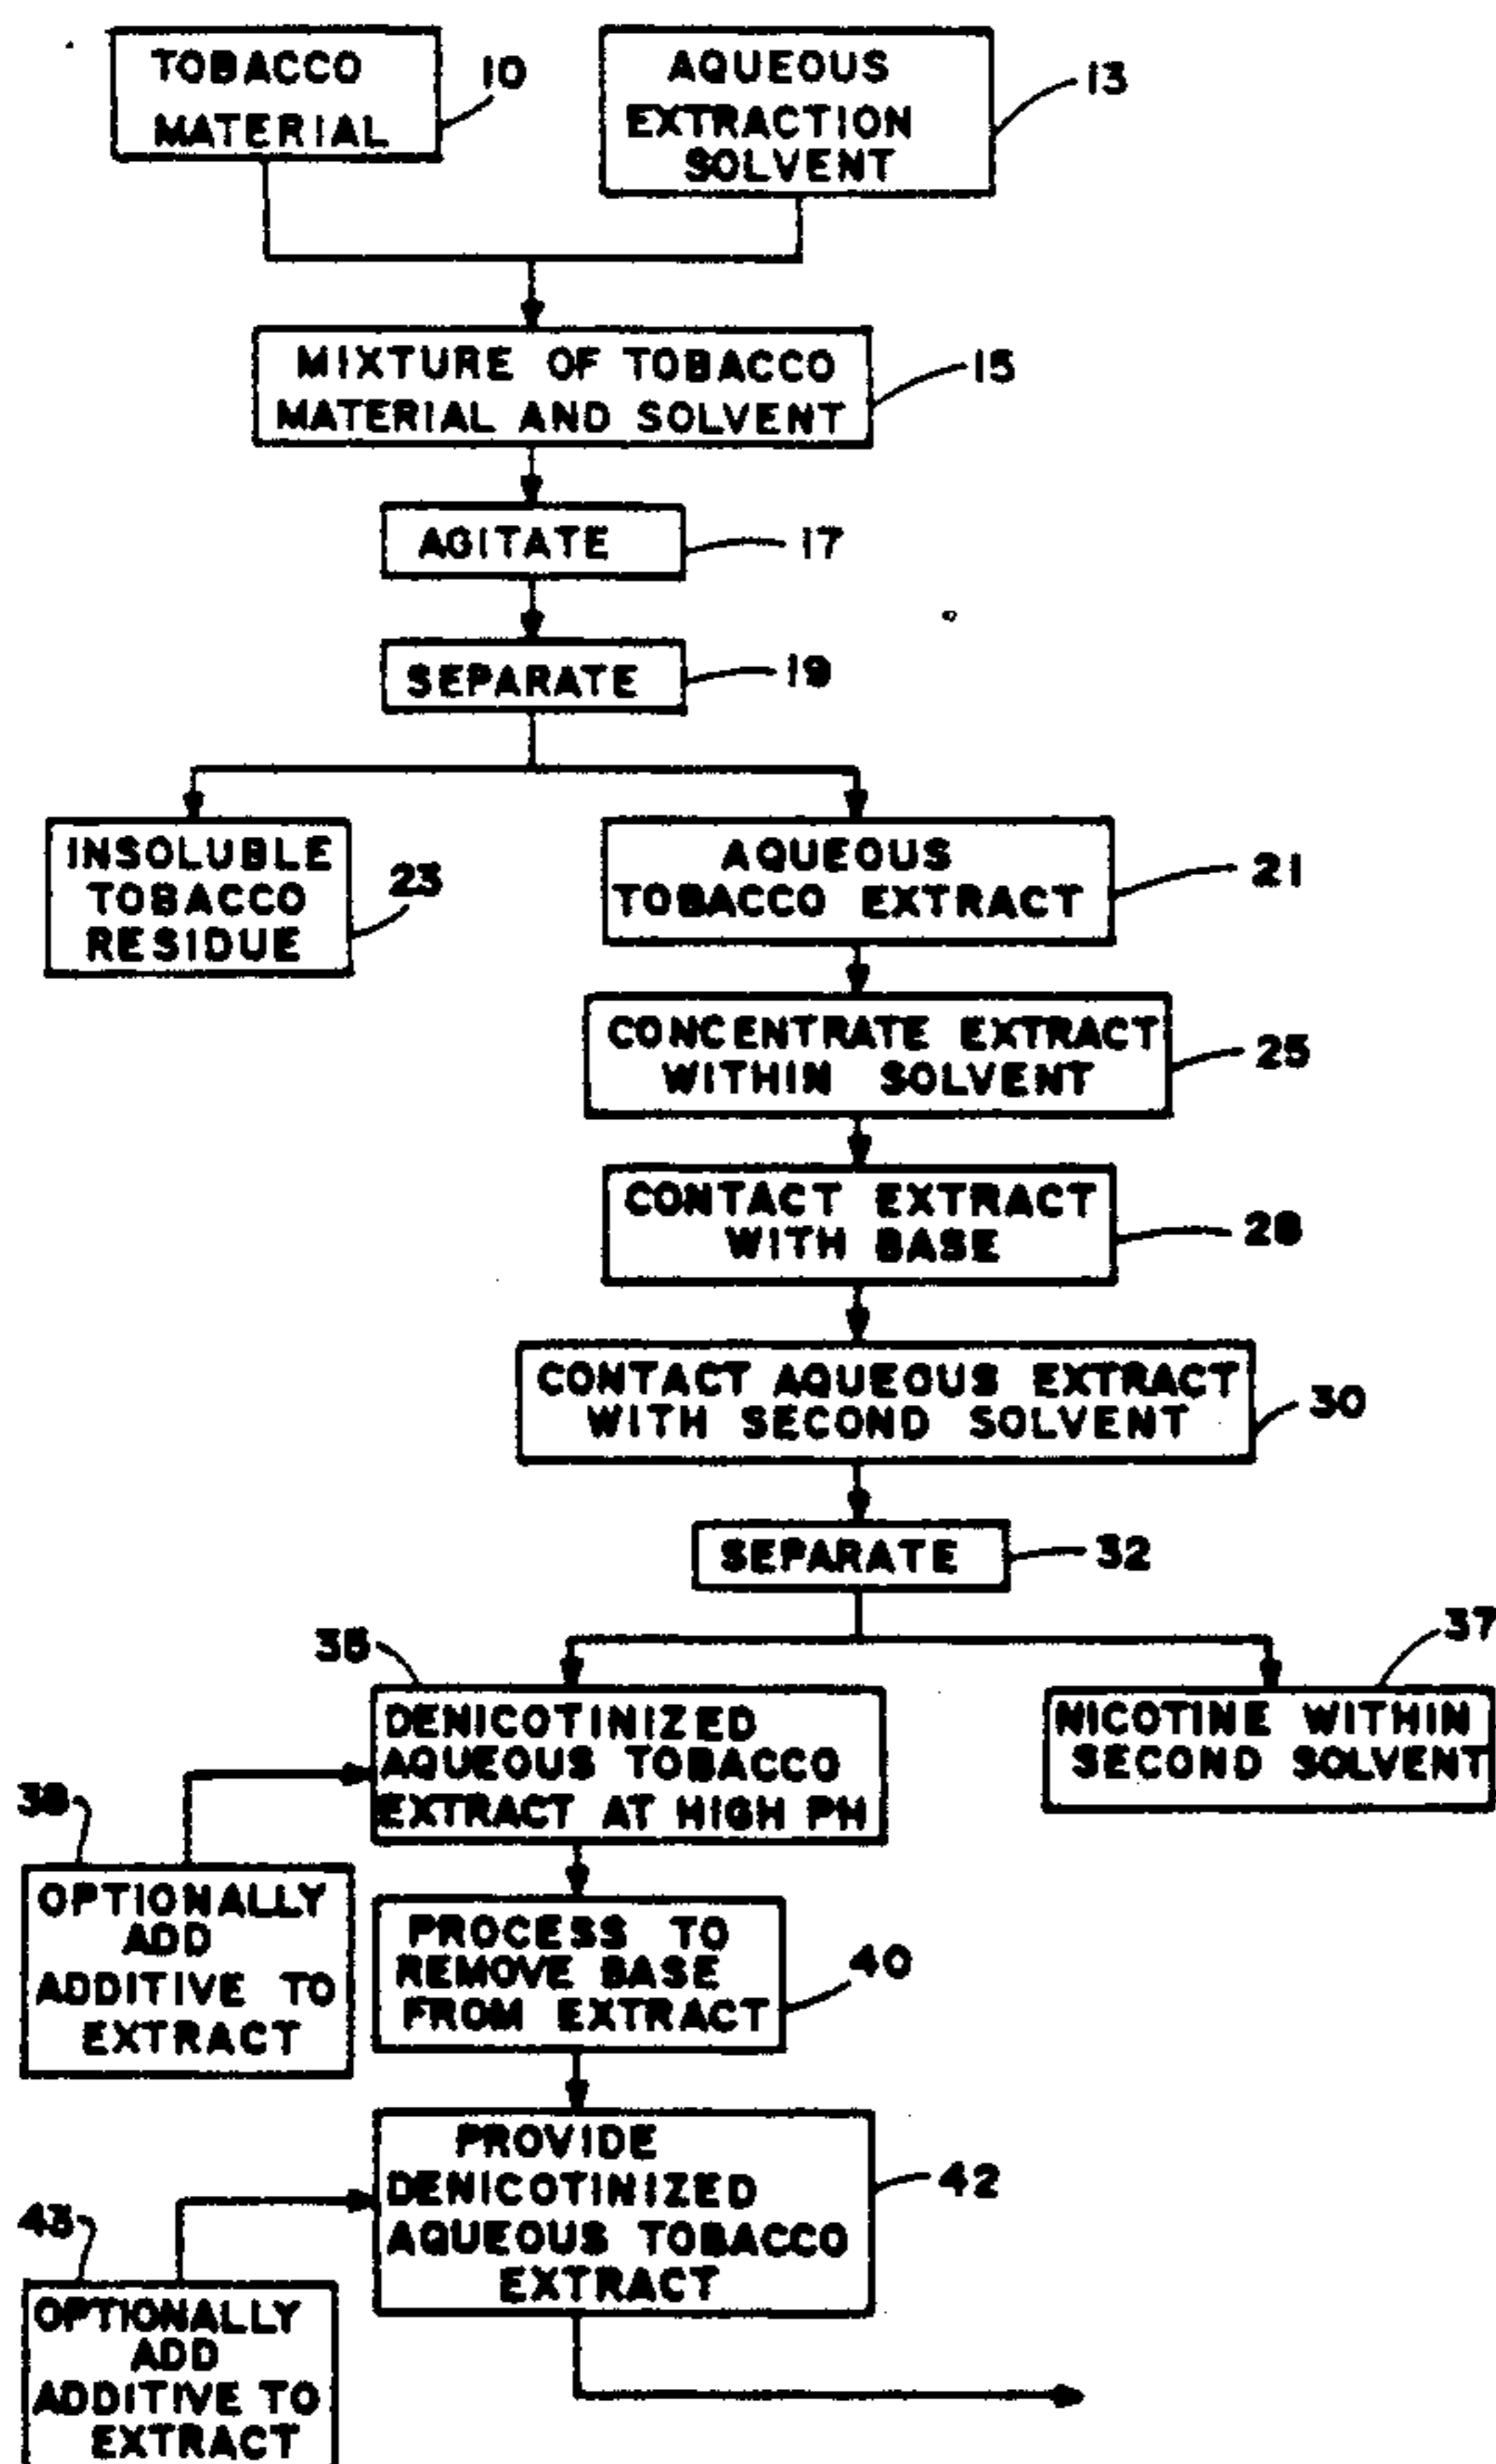 TOBACCO
MATERIAL
10
AQUEOUS
EXTRACTION
SOLVENT
13
MIXTURE OF TOBACCO
MATERIAL AND SOLVENT
15
AGITATE
17
SEPARATE
19
INSOLUBLE
TOBACCO
RESIDUE
23
AQUEOUS
TOBACCO EXTRACT
21
CONCENTRATE EXTRACT
WITHIN SOLVENT
25
CONTACT EXTRACT
WITH BASE
28
CONTACT AQUEOUS EXTRACT
WITH SECOND SOLVENT
30
SEPARATE
32
35
DENICOTINIZED
AQUEOUS TOBACCO
EXTRACT AT HIGH PH
37
NICOTINE WITHIN
SECOND SOLVENT
38
OPTIONALLY
ADD
ADDITIVE TO
EXTRACT
PROCESS TO
REMOVE BASE
FROM EXTRACT
40
PROVIDE
DENICOTINIZED
AQUEOUS TOBACCO
EXTRACT
42
43
OPTIONALLY
ADD
ADDITIVE TO
EXTRACT